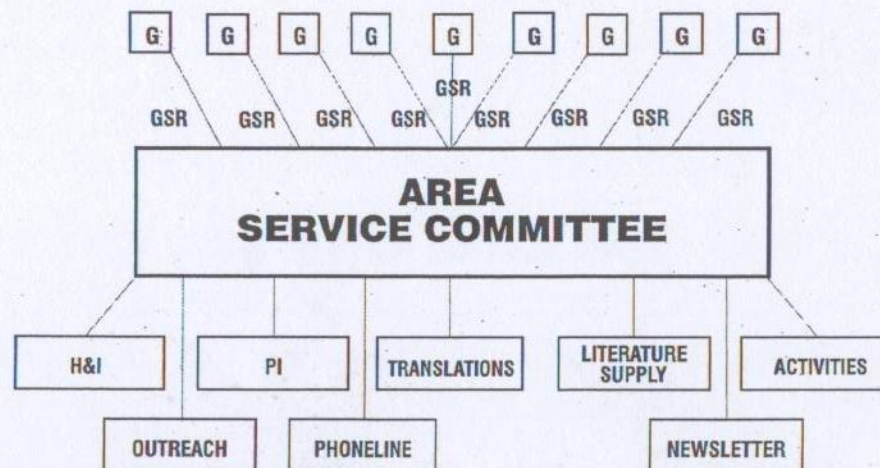 G G G G G G G G G
GSR
GSR GSR GSR GSR GSR GSR GSR GSR
AREA
SERVICE COMMITTEE
H&I PI TRANSLATIONS LITERATURE SUPPLY ACTIVITIES
OUTREACH PHONELINE NEWSLETTER